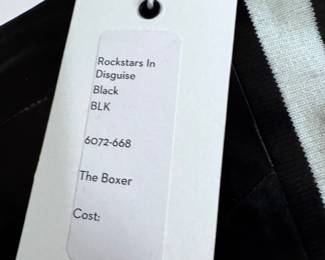 Rockstars In
Disguise
Black
BLK
6072-668
The Boxer
Cost: